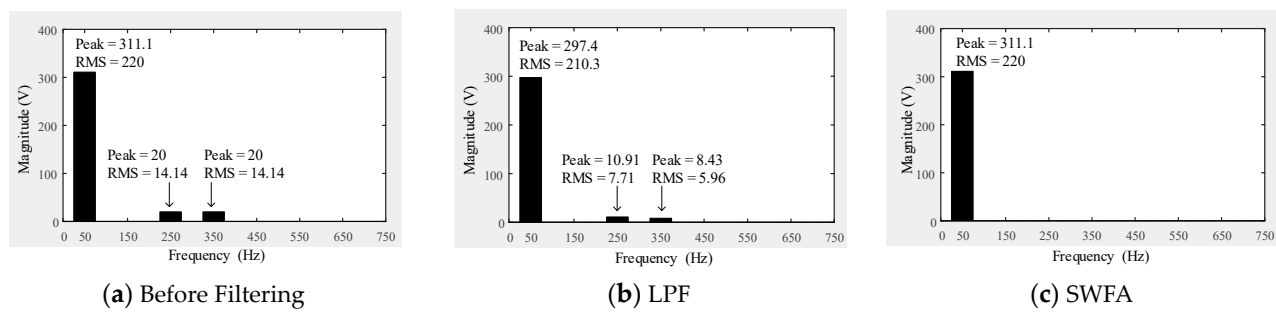 400
300
200
100
0 50 150 250 350 450 550 650 750
Magnitude (V)
Frequency (Hz)
Peak = 311.1
RMS = 220
Peak = 20
RMS = 14.14
Peak = 20
RMS = 14.14
(a) Before Filtering
400
300
200
100
0
0 50 150 250 350 450 550 650 750
Magnitude (V)
Frequency (Hz)
Peak = 297.4
RMS = 210.3
Peak = 10.91
RMS = 7.71
Peak = 8.43
RMS = 5.96
(b) LPF
400
300
200
100
0
0 50 150 250 350 450 550 650 750
Magnitude (V)
Frequency (Hz)
Peak = 311.1
RMS = 220
(c) SWFA